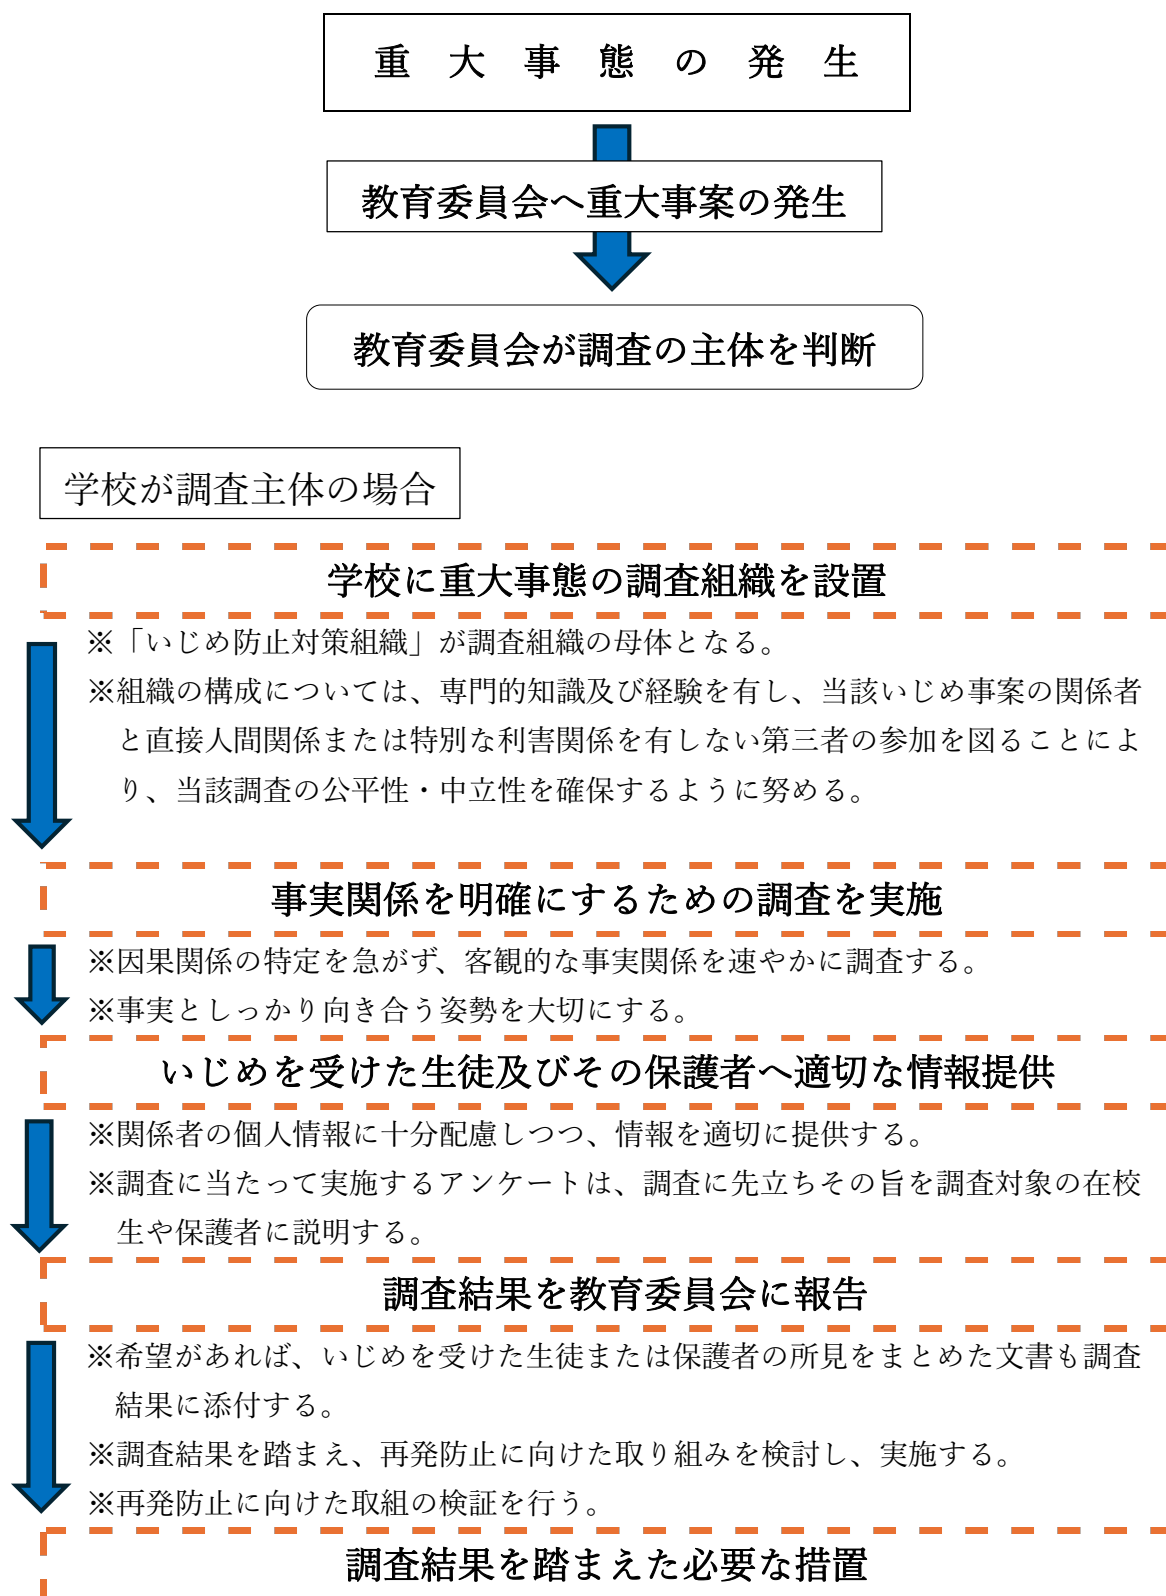 重大事態の発生
教育委員会へ重大事案の発生
教育委員会が調査の主体を判断
学校が調査主体の場合
学校に重大事態の調査組織を設置
※「いじめ防止対策組織」が調査組織の母体となる。
※組織の構成については、専門的知識及び経験を有し、当該いじめ事案の関係者
と直接人間関係または特別な利害関係を有しない第三者の参加を図ることによ
り、当該調査の公平性・中立性を確保するように努める。
事実関係を明確にするための調査を実施
※因果関係の特定を急がず、客観的な事実関係を速やかに調査する。
※事実としっかり向き合う姿勢を大切にする。
いじめを受けた生徒及びその保護者へ適切な情報提供
※関係者の個人情報に十分配慮しつつ、情報を適切に提供する。
※調査に当たって実施するアンケートは、調査に先立ちその旨を調査対象の在校
生や保護者に説明する。
調査結果を教育委員会に報告
※希望があれば、いじめを受けた生徒または保護者の所見をまとめた文書も調査
結果に添付する。
※調査結果を踏まえ、再発防止に向けた取り組みを検討し、実施する。
※再発防止に向けた取組の検証を行う。
調査結果を踏まえた必要な措置